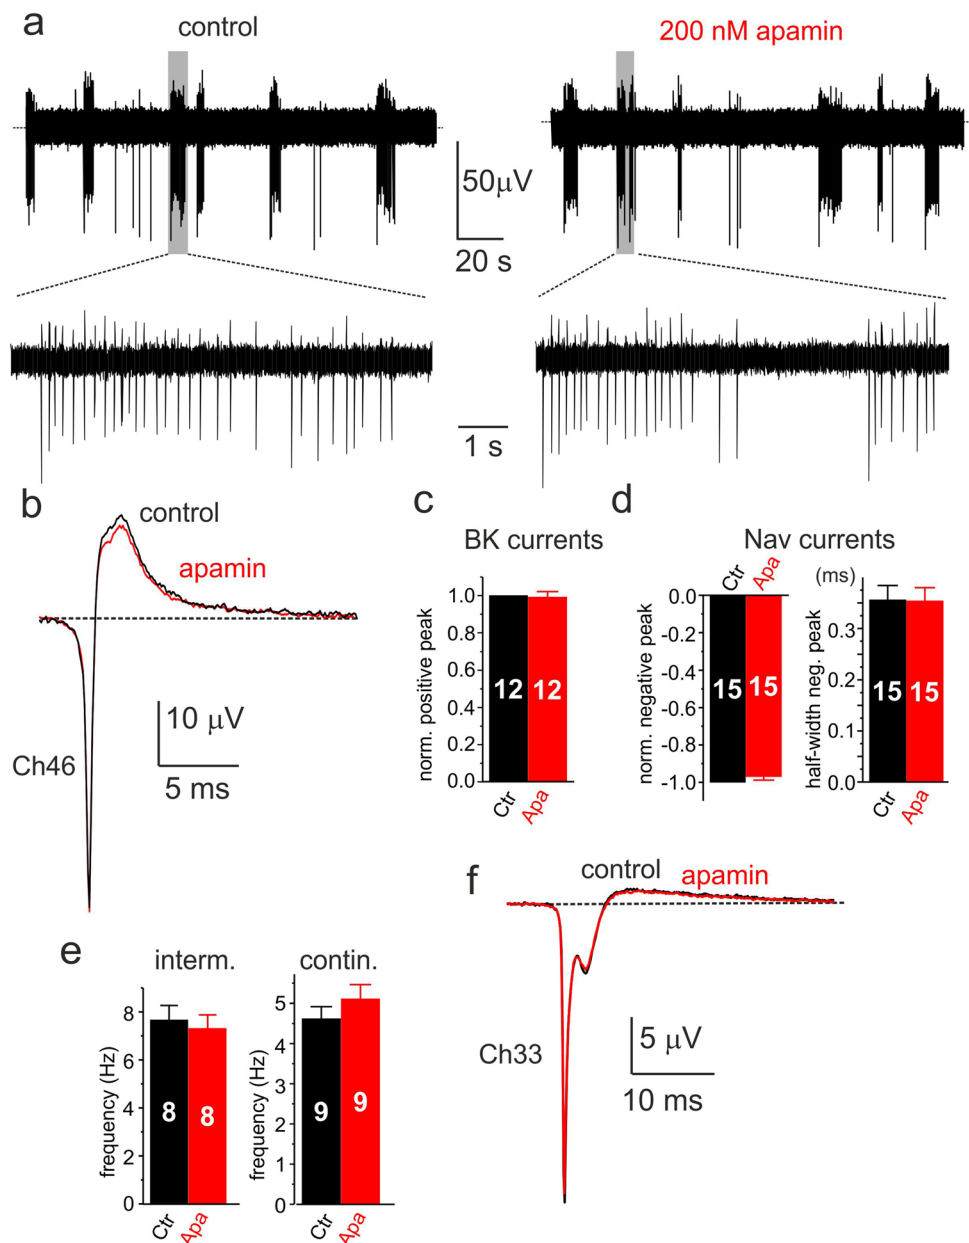 a
control
200 nM apamin
50μV
20 s
1 s
b
control
apamin
10 μV
5 ms
Ch46
c
BK currents
norm. positive peak
1.0
0.8
0.6
0.4
0.2
0.0
12
12
Ctr
Apa
d
Nav currents
Ctr
Apa
norm. negative peak
0.0
-0.2
-0.4
-0.6
-0.8
-1.0
15
15
(ms)
half-width neg. peak
0.3
0.2
0.1
0.0
15
15
Ctr
Apa
e
interm.
frequency (Hz)
8
6
4
2
0
8
8
Ctr
Apa
contin.
frequency (Hz)
5
4
3
2
1
0
9
9
Ctr
Apa
f
control
apamin
Ch33
5 μV
10 ms